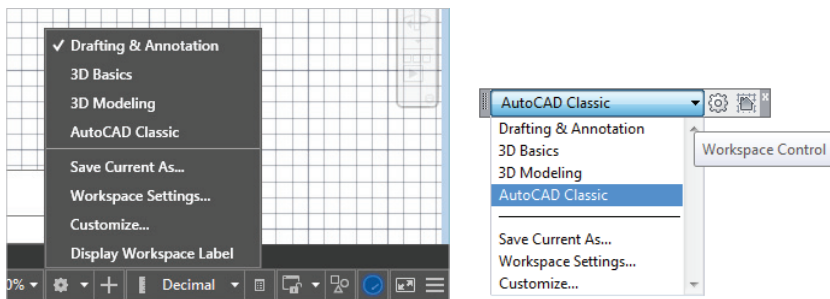 ✓ Drafting & Annotation
3D Basics
3D Modeling
AutoCAD Classic
Save Current As...
Workspace Settings...
Customize...
Display Workspace Label
0%
Decimal
AutoCAD Classic
Drafting & Annotation
3D Basics
3D Modeling
AutoCAD Classic
Save Current As...
Workspace Settings...
Customize...
Workspace Control